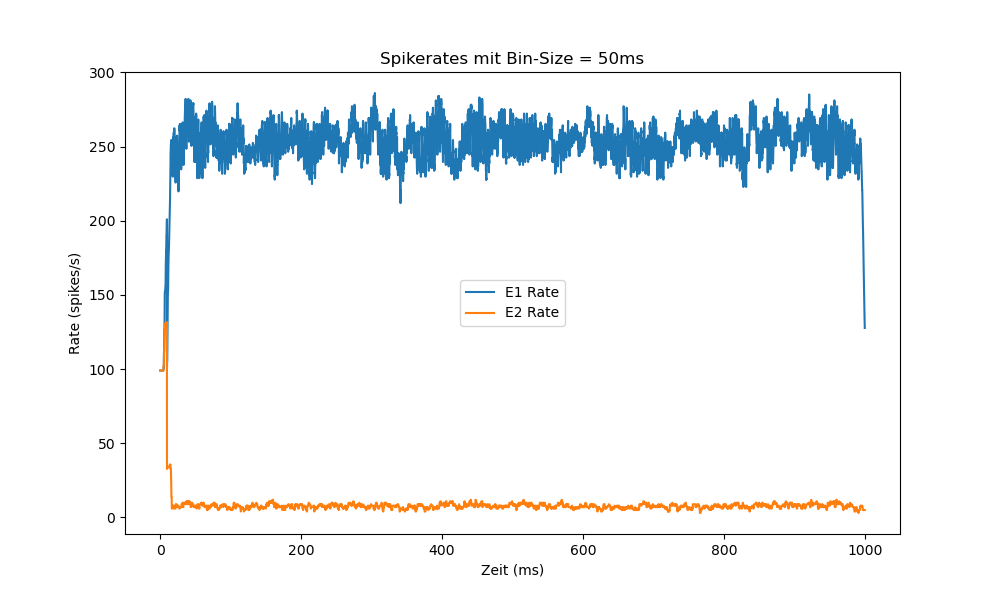 Spikerates mit Bin-Size = 50ms
300
250
200
150
100
50
0
Rate (spikes/s)
E1 Rate
E2 Rate
0 200 400 600 800 1000
Zeit (ms)